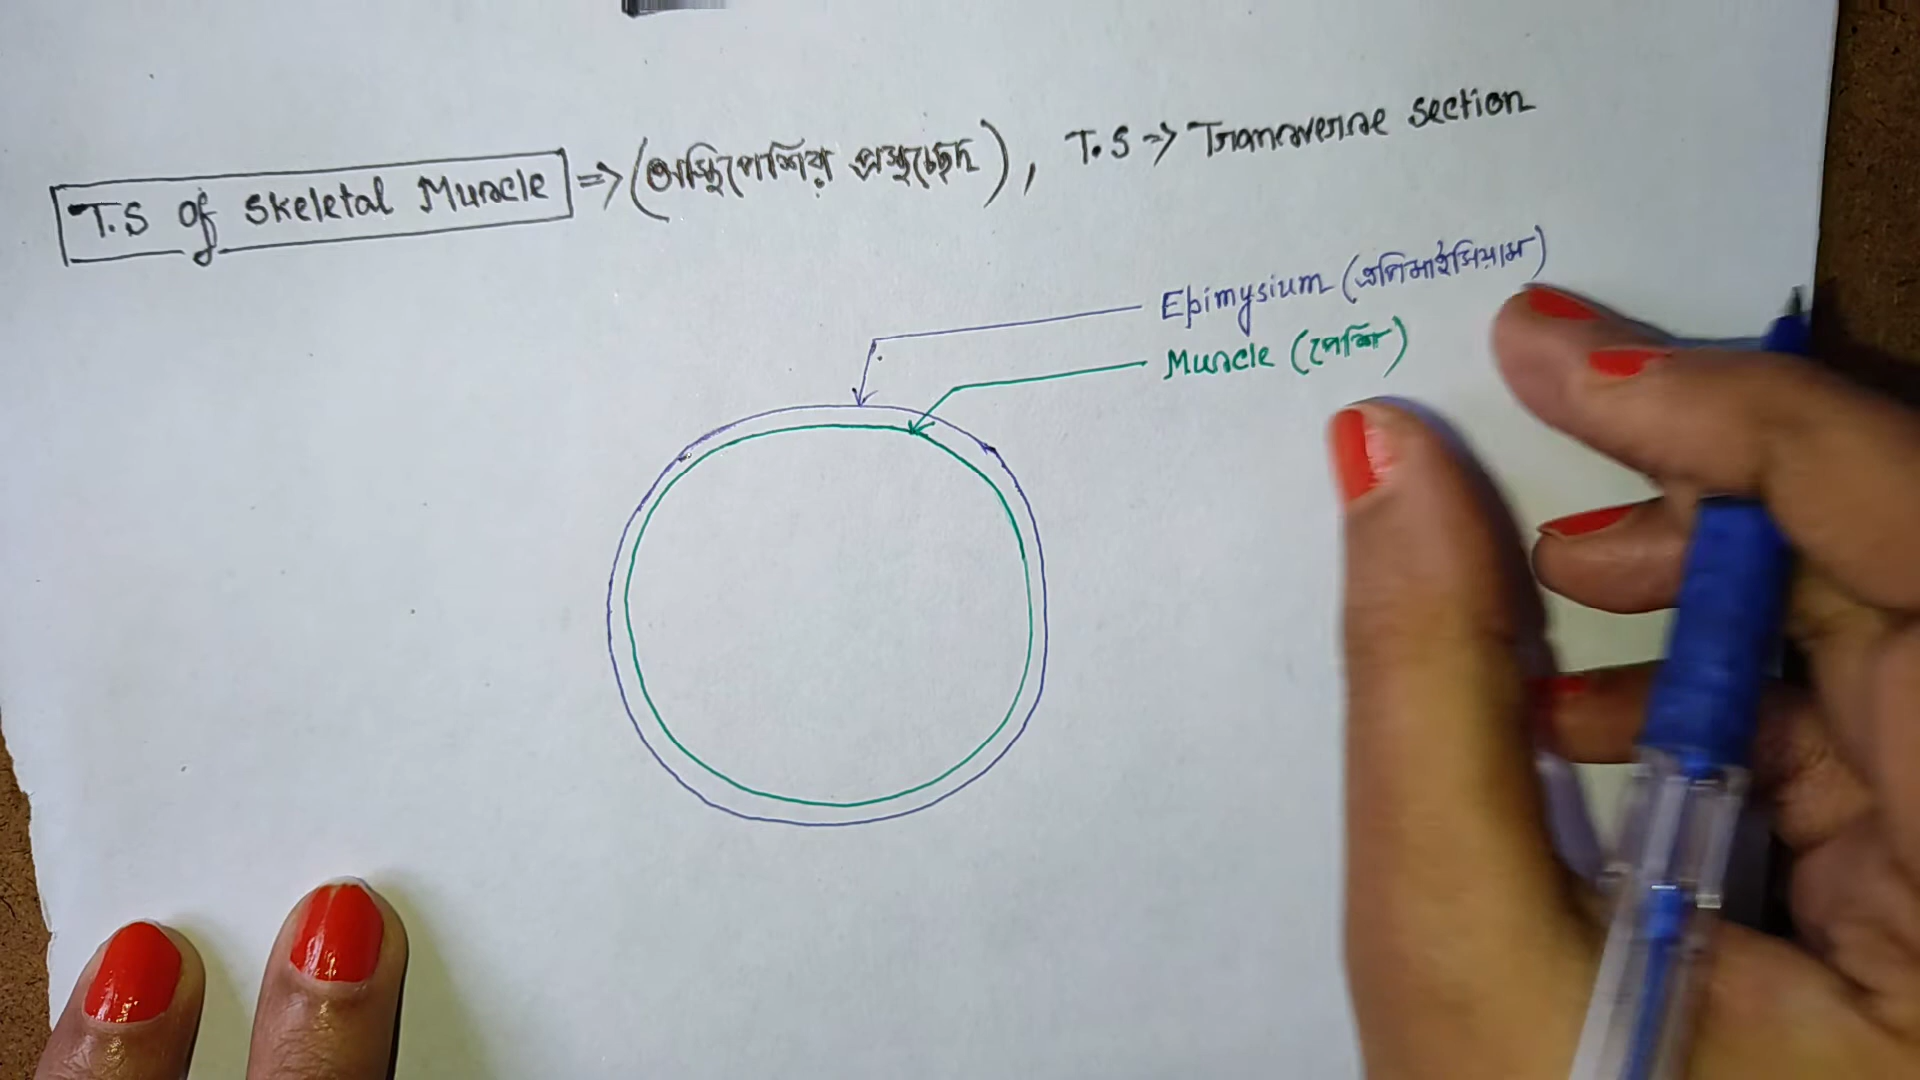 T.S of Skeletal Muscle => (অস্থিপেশির প্রস্থচ্ছেদ), T.S => Transverse section
Epimysium (এপিমাইসিয়াম)
Muscle (পেশি)